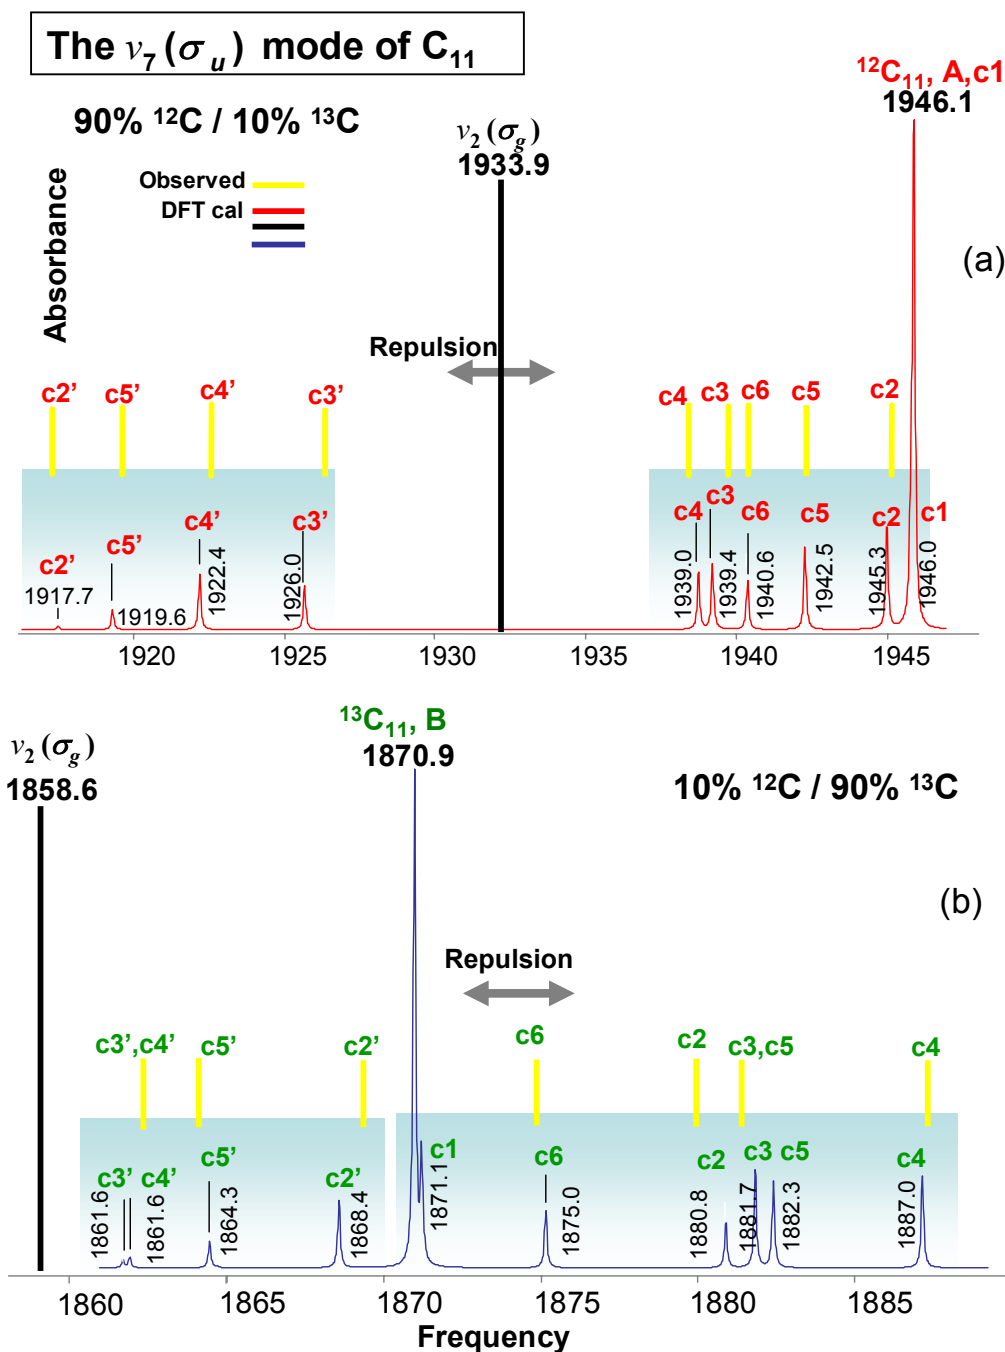 The ν₇(σᵤ) mode of C₁₁
90% ¹²C / 10% ¹³C
¹²C₁₁, A,c1
1946.1
ν₂(σg)
1933.9
Observed
DFT cal
Absorbance
(a)
Repulsion
c2’ c5’ c4’ c3’ c4 c3 c6 c5 c2
c2’ c5’ c4’ c3’ c4 c3 c6 c5 c2 c1
1917.7 1919.6 1922.4 1926.0 1939.0 1939.4 1940.6 1942.5 1945.3 1946.0
1920 1925 1930 1935 1940 1945
¹³C₁₁, B
1870.9
ν₂(σg)
1858.6
10% ¹²C / 90% ¹³C
(b)
Repulsion
c3’,c4’ c5’ c2’ c6 c2 c3,c5 c4
c3’ c4’ c5’ c2’ c1 c6 c2 c3 c5 c4
1861.6 1861.6 1864.3 1868.4 1871.1 1875.0 1880.8 1881.7 1882.3 1887.0
1860 1865 1870 1875 1880 1885
Frequency